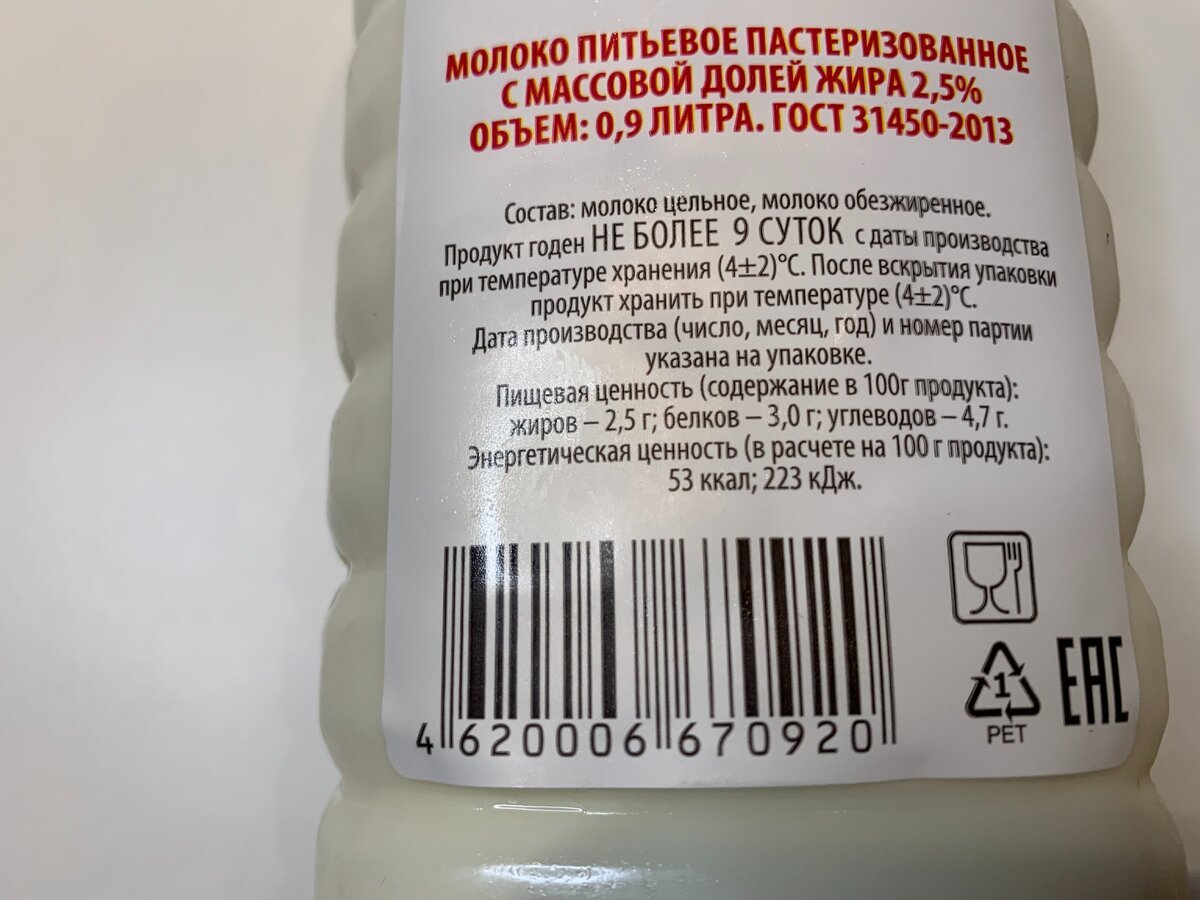 МОЛОКО ПИТЬЕВОЕ ПАСТЕРИЗОВАННОЕ
С МАССОВОЙ ДОЛЕЙ ЖИРА 2,5%
ОБЪЕМ: 0,9 ЛИТРА. ГОСТ 31450-2013
Состав: молоко цельное, молоко обезжиренное.
Продукт годен НЕ БОЛЕЕ 9 СУТОК с даты производства
при температуре хранения (4±2)°С. После вскрытия упаковки
продукт хранить при температуре (4±2)°С.
Дата производства (число, месяц, год) и номер партии
указана на упаковке.
Пищевая ценность (содержание в 100г продукта):
жиров – 2,5 г; белков – 3,0 г; углеводов – 4,7 г.
Энергетическая ценность (в расчете на 100 г продукта):
53 ккал; 223 кДж.
4 620006 670920
1
PET
ЕАС